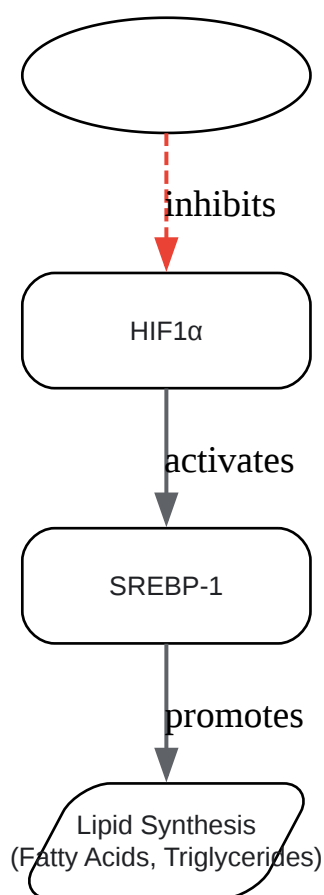 inhibits
HIF1α
activates
SREBP-1
promotes
Lipid Synthesis
(Fatty Acids, Triglycerides)